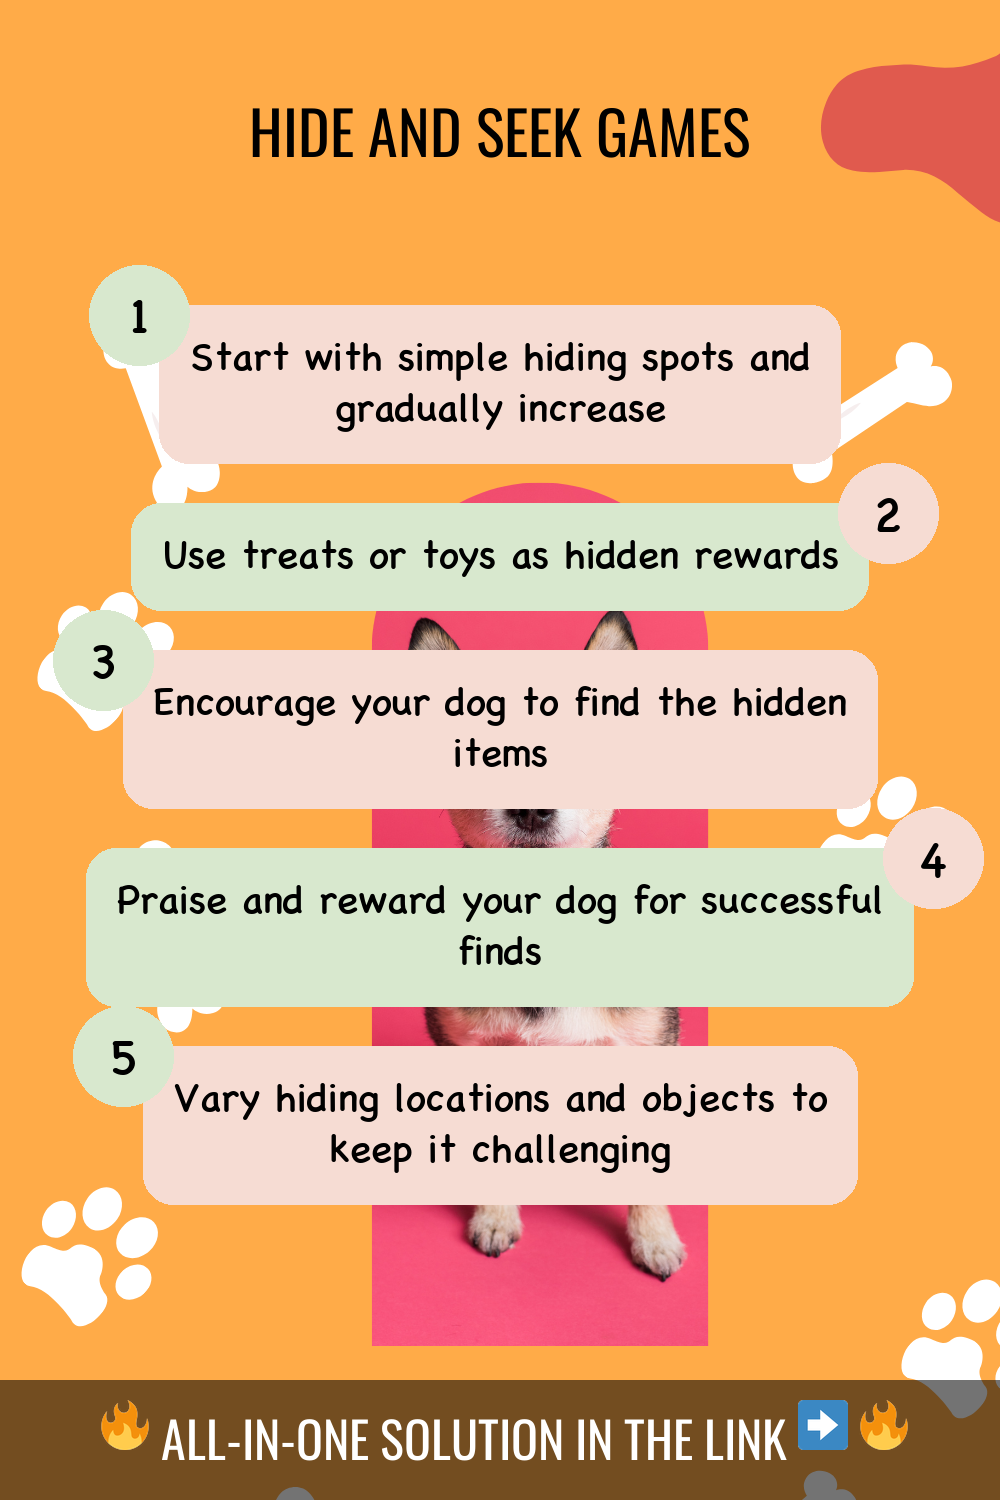 HIDE AND SEEK GAMES
1
Start with simple hiding spots and
gradually increase
2
Use treats or toys as hidden rewards
3
Encourage your dog to find the hidden
items
4
Praise and reward your dog for successful
finds
5
Vary hiding locations and objects to
keep it challenging
🔥 ALL-IN-ONE SOLUTION IN THE LINK ➡️ 🔥